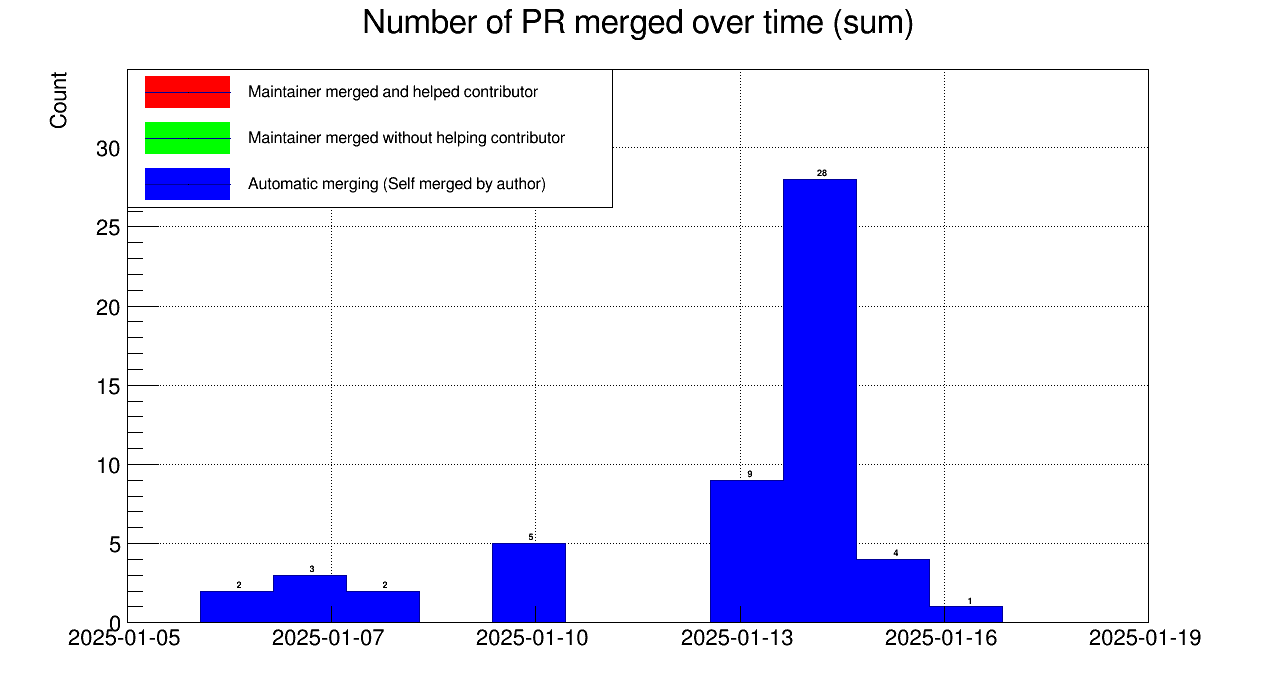 Number of PR merged over time (sum)
Count
Maintainer merged and helped contributor
Maintainer merged without helping contributor
Automatic merging (Self merged by author)
30
25
20
15
10
5
0
28
9
5
4
3
2
2
1
2025-01-05 2025-01-07 2025-01-10 2025-01-13 2025-01-16 2025-01-19